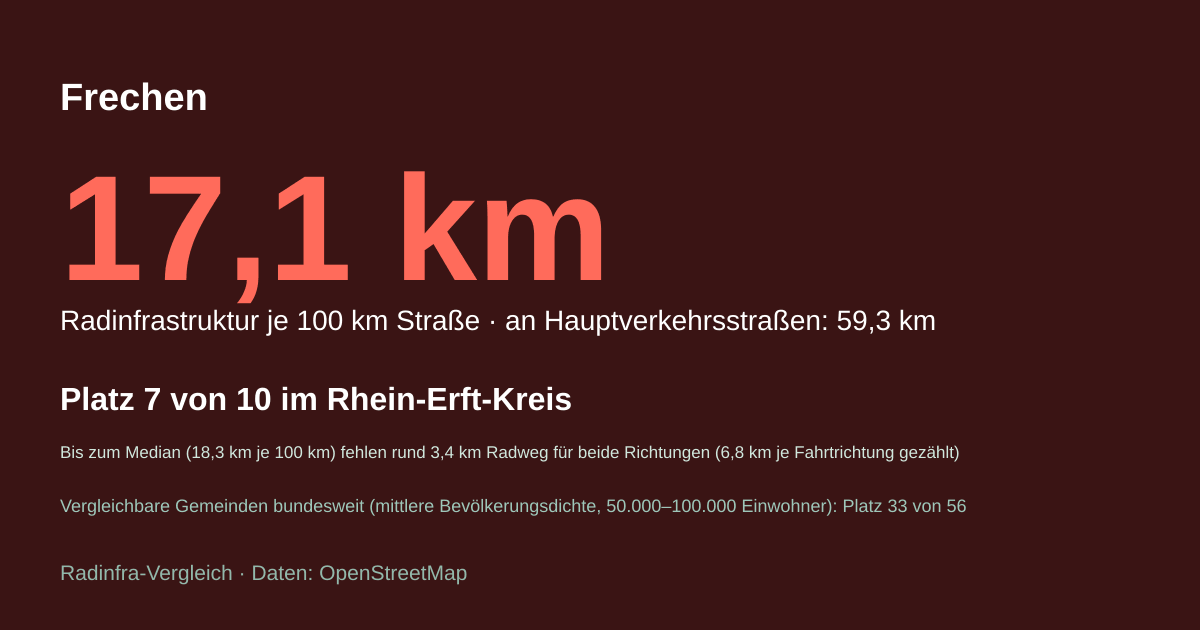 Frechen
17,1 km
Radinfrastruktur je 100 km Straße · an Hauptverkehrsstraßen: 59,3 km
Platz 7 von 10 im Rhein-Erft-Kreis
Bis zum Median (18,3 km je 100 km) fehlen rund 3,4 km Radweg für beide Richtungen (6,8 km je Fahrtrichtung gezählt)
Vergleichbare Gemeinden bundesweit (mittlere Bevölkerungsdichte, 50.000–100.000 Einwohner): Platz 33 von 56
Radinfra-Vergleich · Daten: OpenStreetMap